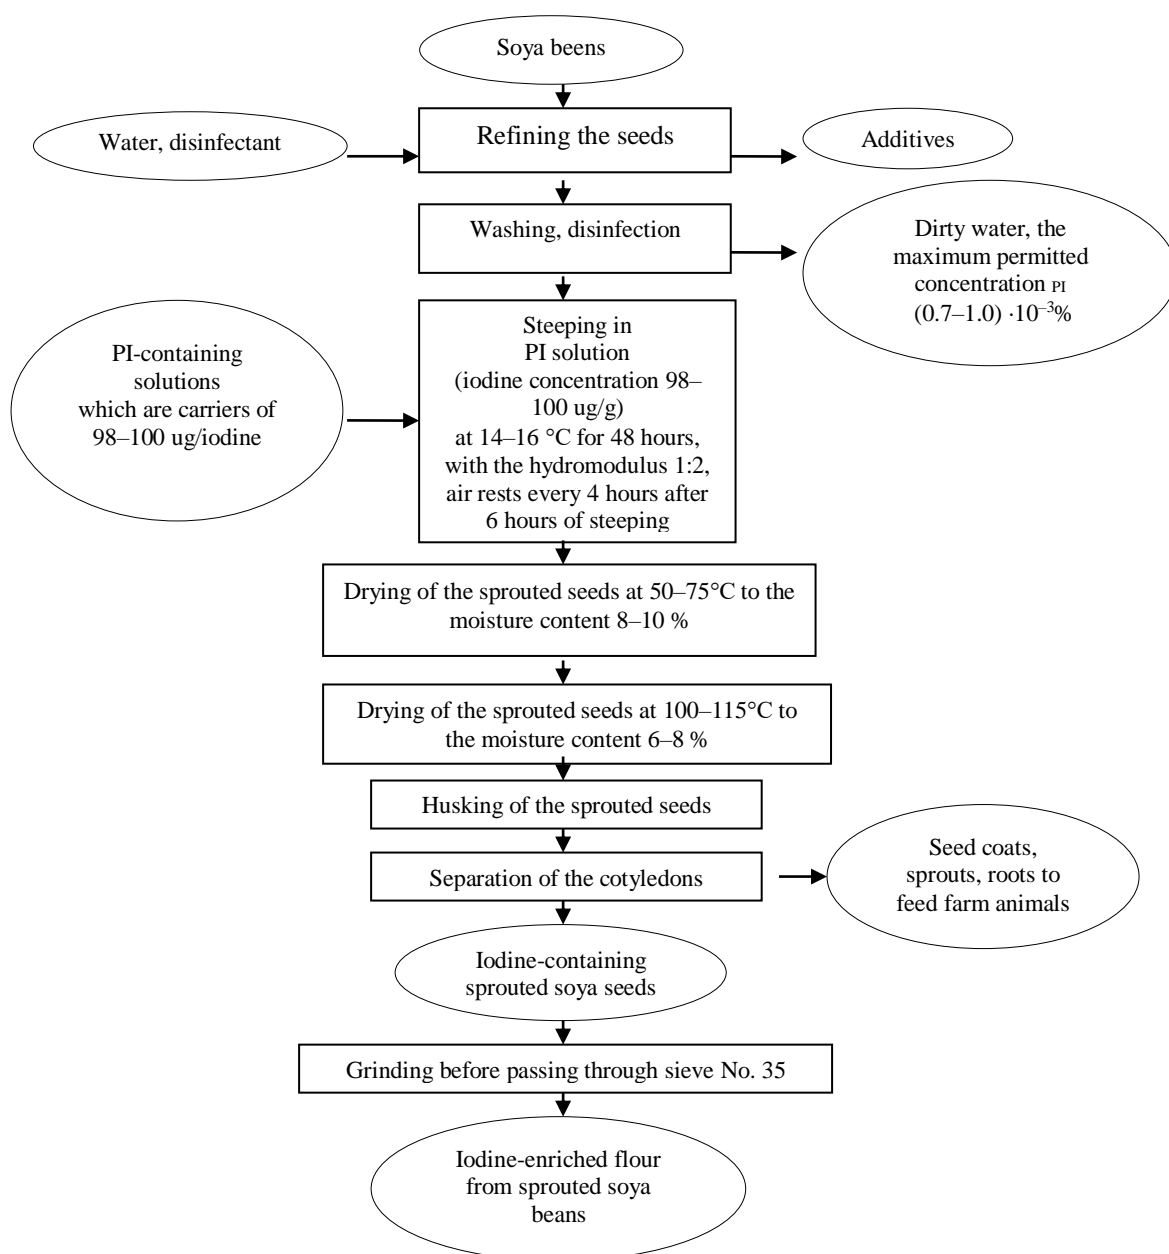 Soya beens
Water, disinfectant
Refining the seeds
Additives
Washing, disinfection
Dirty water, the
maximum permitted
concentration PI
(0.7–1.0) ·10⁻³%
PI-containing
solutions
which are carriers of
98–100 ug/iodine
Steeping in
PI solution
(iodine concentration 98–
100 ug/g)
at 14–16 °C for 48 hours,
with the hydromodulus 1:2,
air rests every 4 hours after
6 hours of steeping
Drying of the sprouted seeds at 50–75°C to the
moisture content 8–10 %
Drying of the sprouted seeds at 100–115°C to
the moisture content 6–8 %
Husking of the sprouted seeds
Separation of the cotyledons
Seed coats,
sprouts, roots to
feed farm animals
Iodine-containing
sprouted soya seeds
Grinding before passing through sieve No. 35
Iodine-enriched flour
from sprouted soya
beans